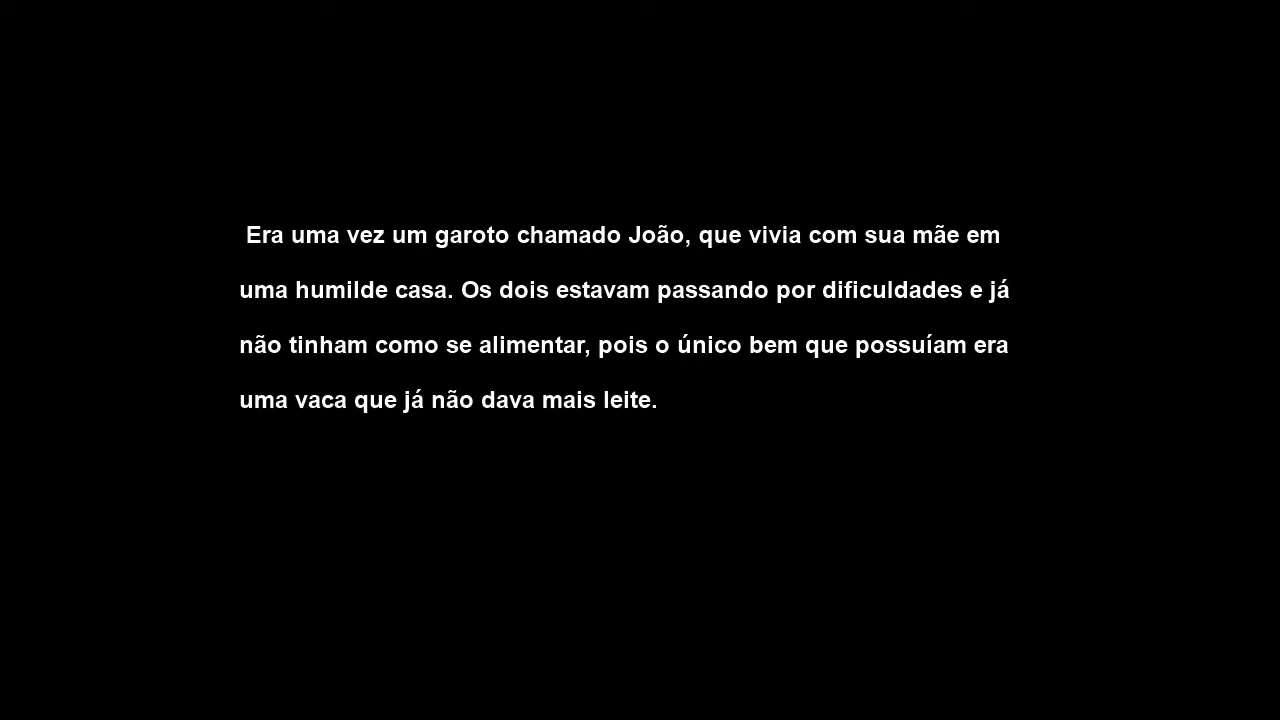 Era uma vez um garoto chamado João, que vivia com sua mãe em
uma humilde casa. Os dois estavam passando por dificuldades e já
não tinham como se alimentar, pois o único bem que possuíam era
uma vaca que já não dava mais leite.